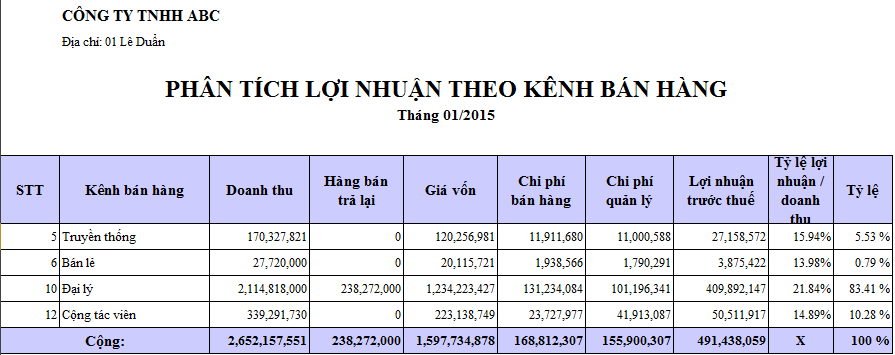 CÔNG TY TNHH ABC
Địa chỉ: 01 Lê Duẩn
PHÂN TÍCH LỢI NHUẬN THEO KÊNH BÁN HÀNG
Tháng 01/2015
STT Kênh bán hàng Doanh thu Hàng bán trả lại Giá vốn Chi phí bán hàng Chi phí quản lý Lợi nhuận trước thuế Tỷ lệ lợi nhuận / doanh thu Tỷ lệ
5 Truyền thống 170,327,821 0 120,256,981 11,911,680 11,000,588 27,158,572 15.94% 5.53 %
6 Bán lẻ 27,720,000 0 20,115,721 1,938,566 1,790,291 3,875,422 13.98% 0.79 %
10 Đại lý 2,114,818,000 238,272,000 1,234,223,427 131,234,084 101,196,341 409,892,147 21.84% 83.41 %
12 Cộng tác viên 339,291,730 0 223,138,749 23,727,977 41,913,087 50,511,917 14.89% 10.28 %
Cộng: 2,652,157,551 238,272,000 1,597,734,878 168,812,307 155,900,307 491,438,059 X 100 %